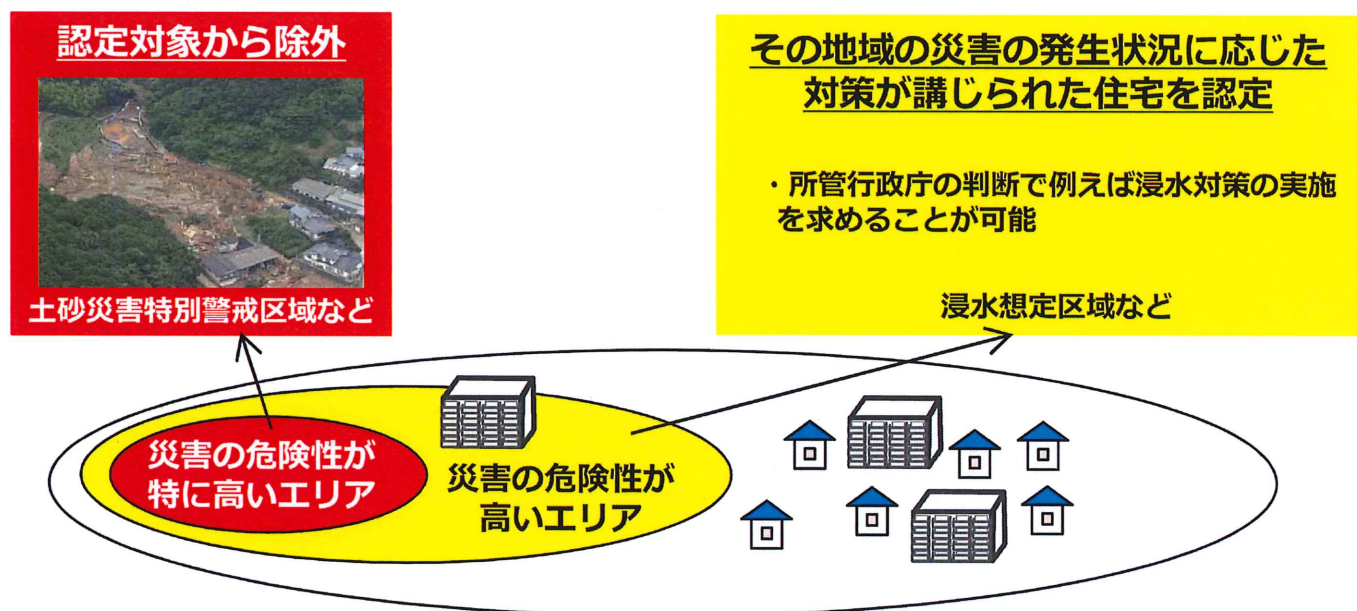 認定対象から除外
土砂災害特別警戒区域など
その地域の災害の発生状況に応じた
対策が講じられた住宅を認定
・所管行政庁の判断で例えば浸水対策の実施
を求めることが可能
浸水想定区域など
災害の危険性が
特に高いエリア
災害の危険性が
高いエリア